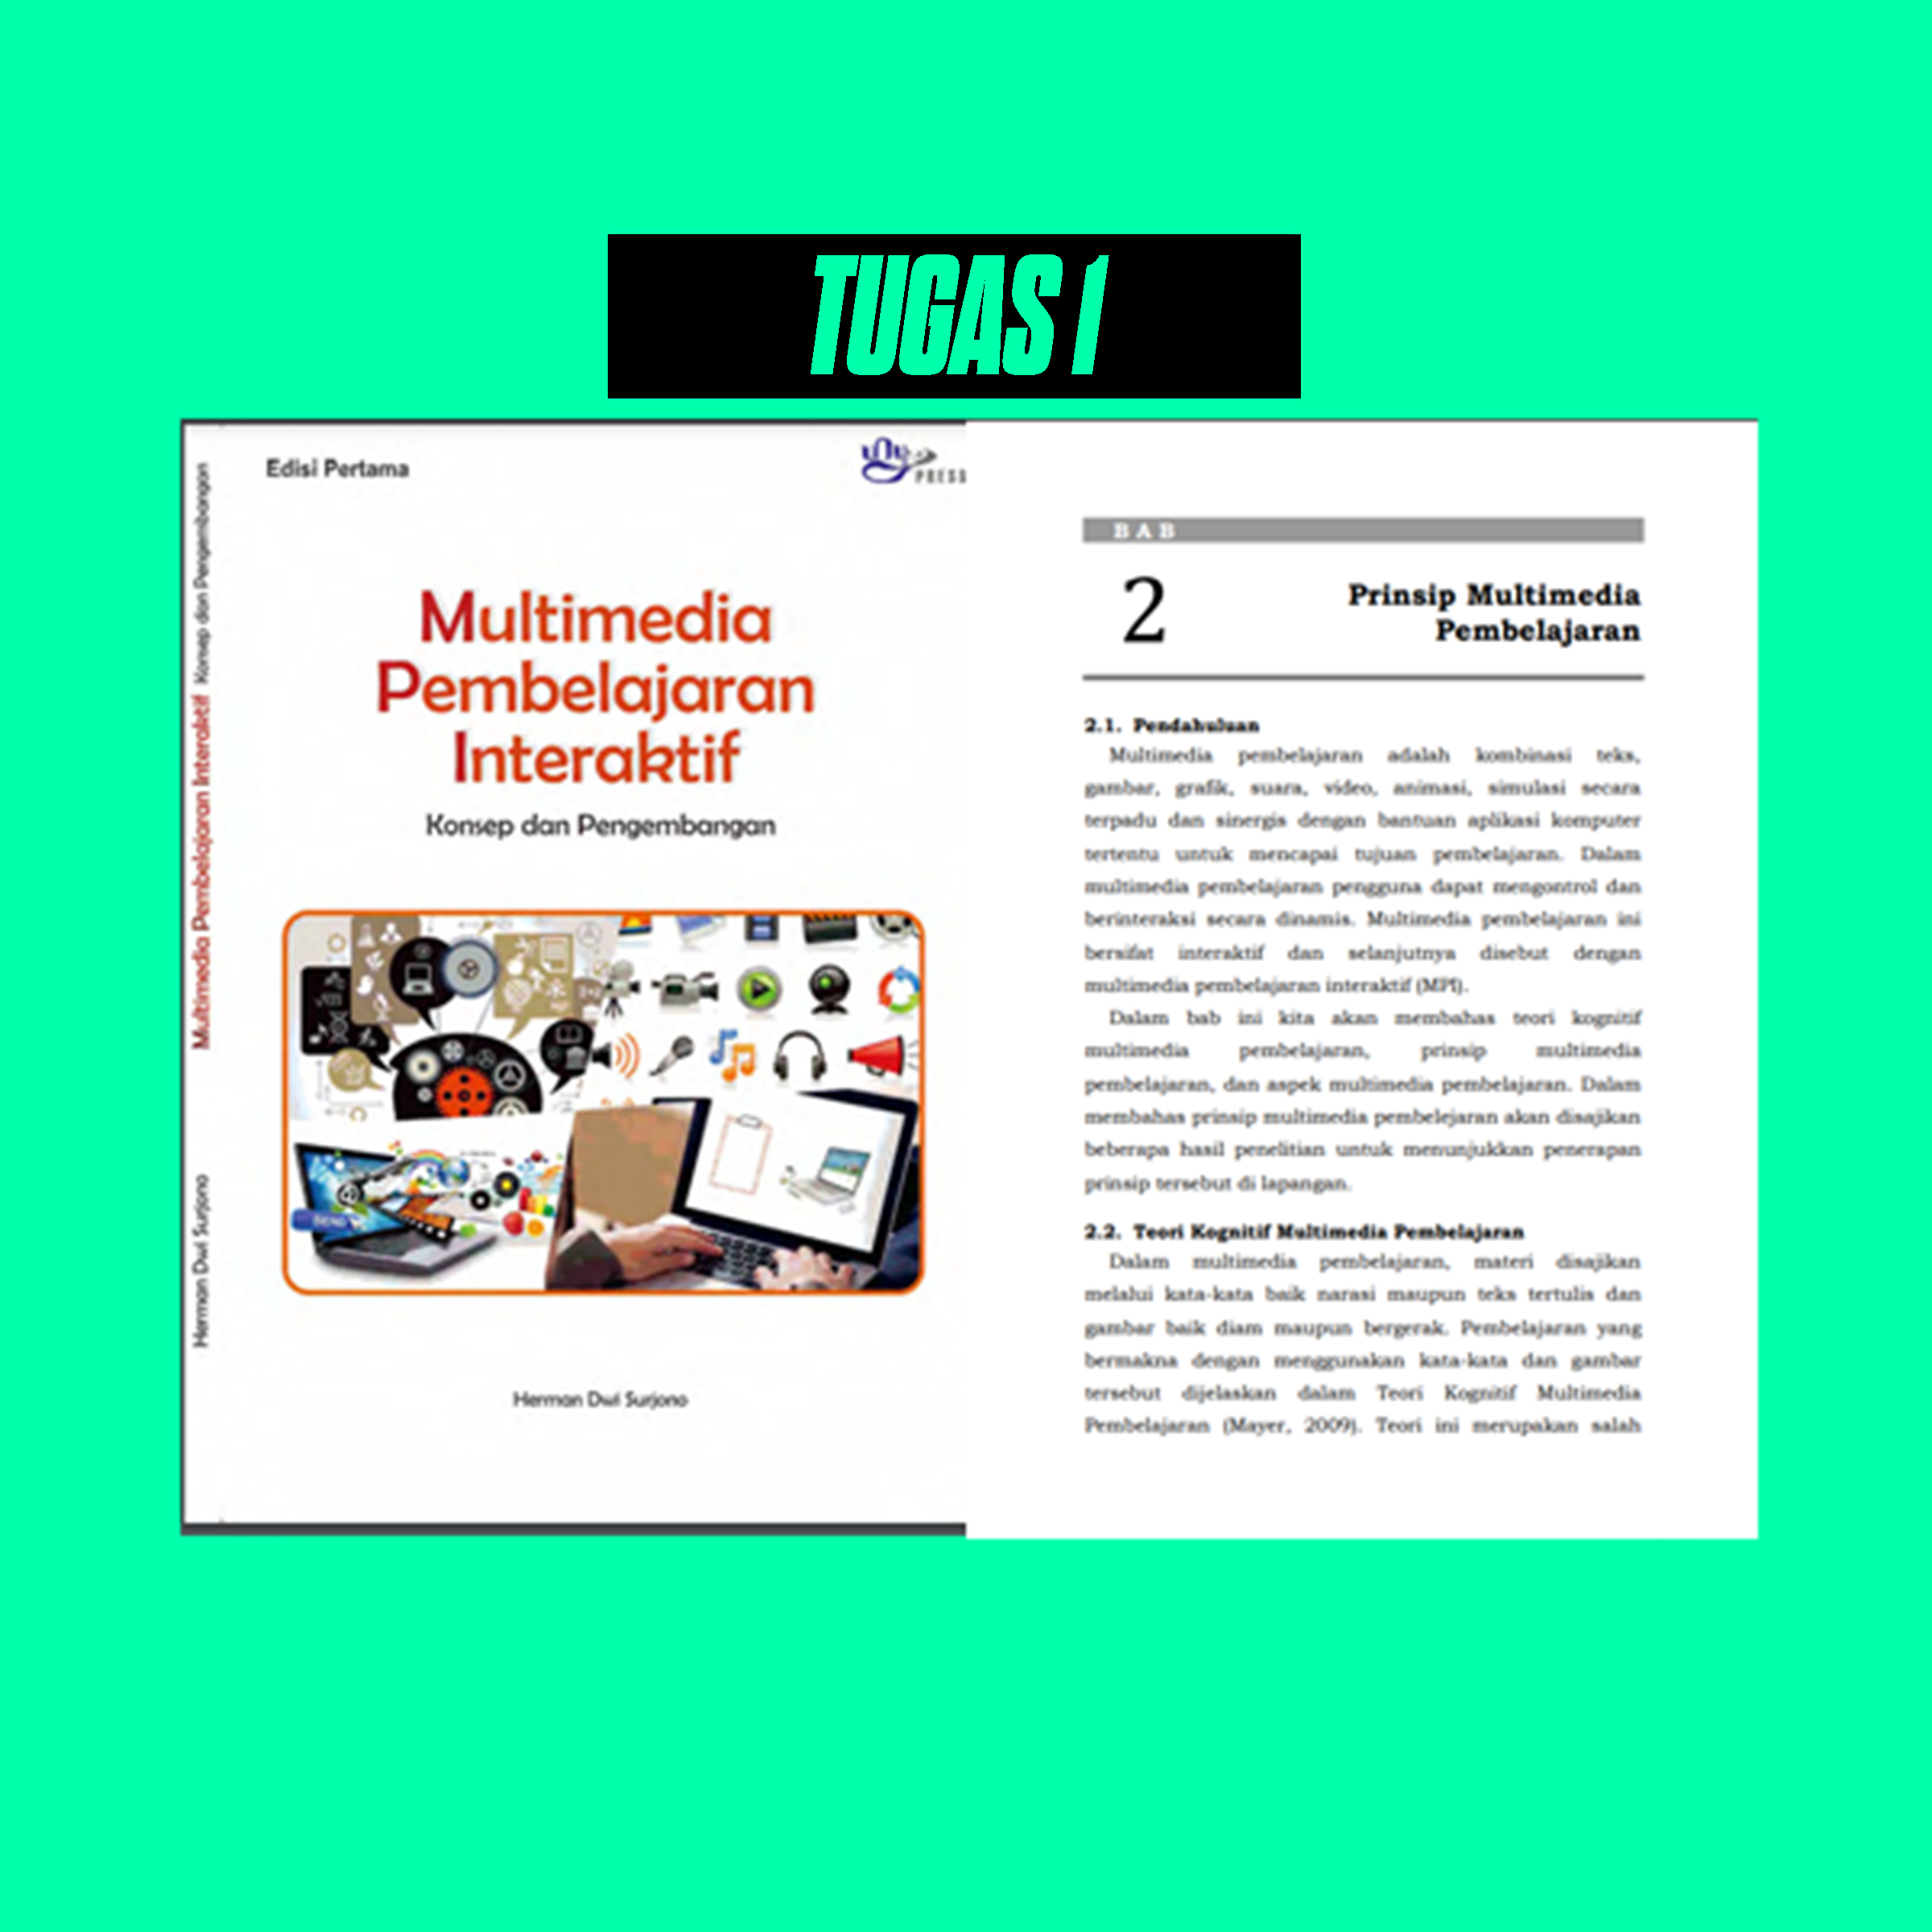 TUGAS 1
Multimedia Pembelajaran Interaktif Konsep dan Pengembangan
Herman Dwi Surjono
Edisi Pertama
PRESS
Multimedia
Pembelajaran
Interaktif
Konsep dan Pengembangan
Herman Dwi Surjono
BAB
2
Prinsip Multimedia
Pembelajaran
2.1. Pendahuluan
Multimedia pembelajaran adalah kombinasi teks,
gambar, grafik, suara, video, animasi, simulasi secara
terpadu dan sinergis dengan bantuan aplikasi komputer
tertentu untuk mencapai tujuan pembelajaran. Dalam
multimedia pembelajaran pengguna dapat mengontrol dan
berinteraksi secara dinamis. Multimedia pembelajaran ini
bersifat interaktif dan selanjutnya disebut dengan
multimedia pembelajaran interaktif (MPI).
Dalam bab ini kita akan membahas teori kognitif
multimedia pembelajaran, prinsip multimedia
pembelajaran, dan aspek multimedia pembelajaran. Dalam
membahas prinsip multimedia pembelejaran akan disajikan
beberapa hasil penelitian untuk menunjukkan penerapan
prinsip tersebut di lapangan.
2.2. Teori Kognitif Multimedia Pembelajaran
Dalam multimedia pembelajaran, materi disajikan
melalui kata-kata baik narasi maupun teks tertulis dan
gambar baik diam maupun bergerak. Pembelajaran yang
bermakna dengan menggunakan kata-kata dan gambar
tersebut dijelaskan dalam Teori Kognitif Multimedia
Pembelajaran (Mayer, 2009). Teori ini merupakan salah